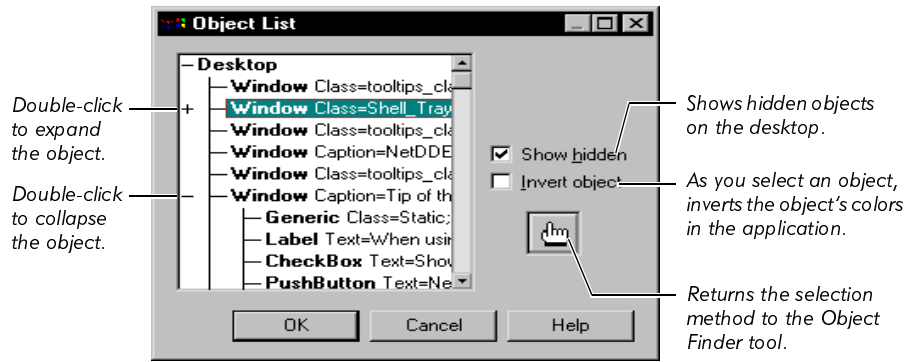 Object List
Desktop
Window Class=tooltips_cla
Window Class=Shell_Tray
Window Class=tooltips_cla
Window Caption=NetDDE
Window Class=tooltips_cla
Window Caption=Tip of th
Generic Class=Static;
Label Text=When usin
CheckBox Text=Show
PushButton Text=Ne
Show hidden
Invert object
OK
Cancel
Help
Double-click
to expand
the object.
Double-click
to collapse
the object.
Shows hidden objects
on the desktop.
As you select an object,
inverts the object's colors
in the application.
Returns the selection
method to the Object
Finder tool.